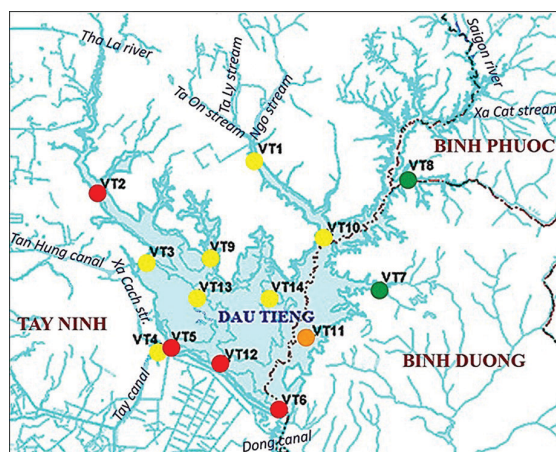 Tha La river
Ta On stream
Ta Ly stream
Ngo stream
Saigon river
Xa Cat stream
BINH PHUOC
VT1
VT8
VT2
VT10
Tan Hung canal
VT3
VT9
Xa Cach str.
VT13
VT14
VT7
TAY NINH
DAU TIENG
VT4
VT5
VT11
BINH DUONG
VT12
Tay canal
VT6
Dong canal